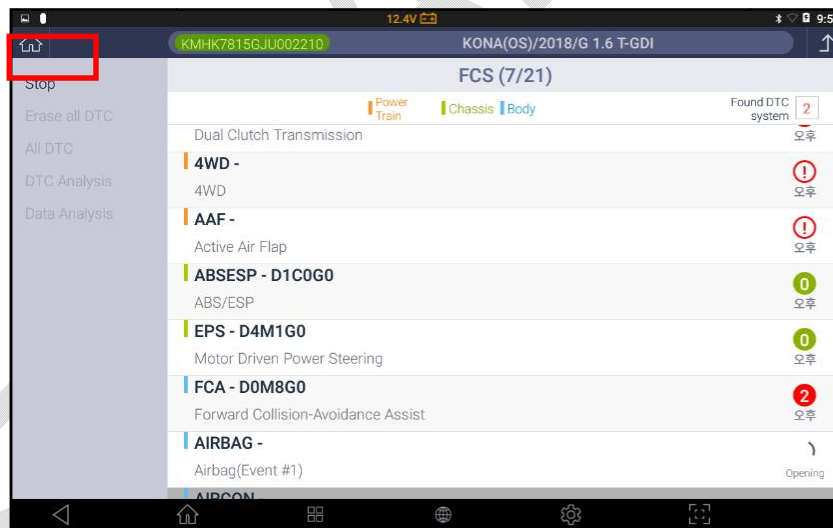 12.4V
9:5
KMHK7815GJU002210
KONA(OS)/2018/G 1.6 T-GDI
Stop
Erase all DTC
All DTC
DTC Analysis
Data Analysis
FCS (7/21)
Power
Train
Chassis
Body
Found DTC
system
2
Dual Clutch Transmission
오후
4WD -
4WD
!
오후
AAF -
Active Air Flap
!
오후
ABSESP - D1C0G0
ABS/ESP
0
오후
EPS - D4M1G0
Motor Driven Power Steering
0
오후
FCA - D0M8G0
Forward Collision-Avoidance Assist
2
오후
AIRBAG -
Airbag(Event #1)
Opening
AIRCON -